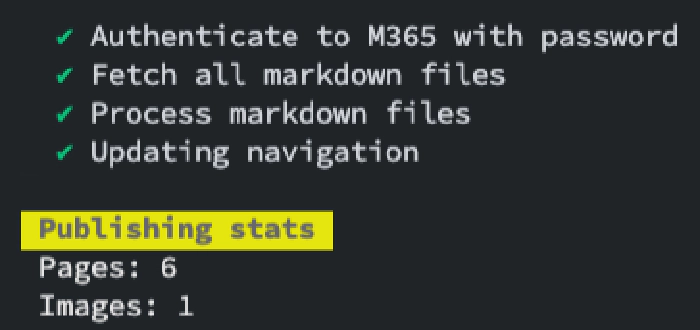 ✔ Authenticate to M365 with password
✔ Fetch all markdown files
✔ Process markdown files
✔ Updating navigation
Publishing stats
Pages: 6
Images: 1